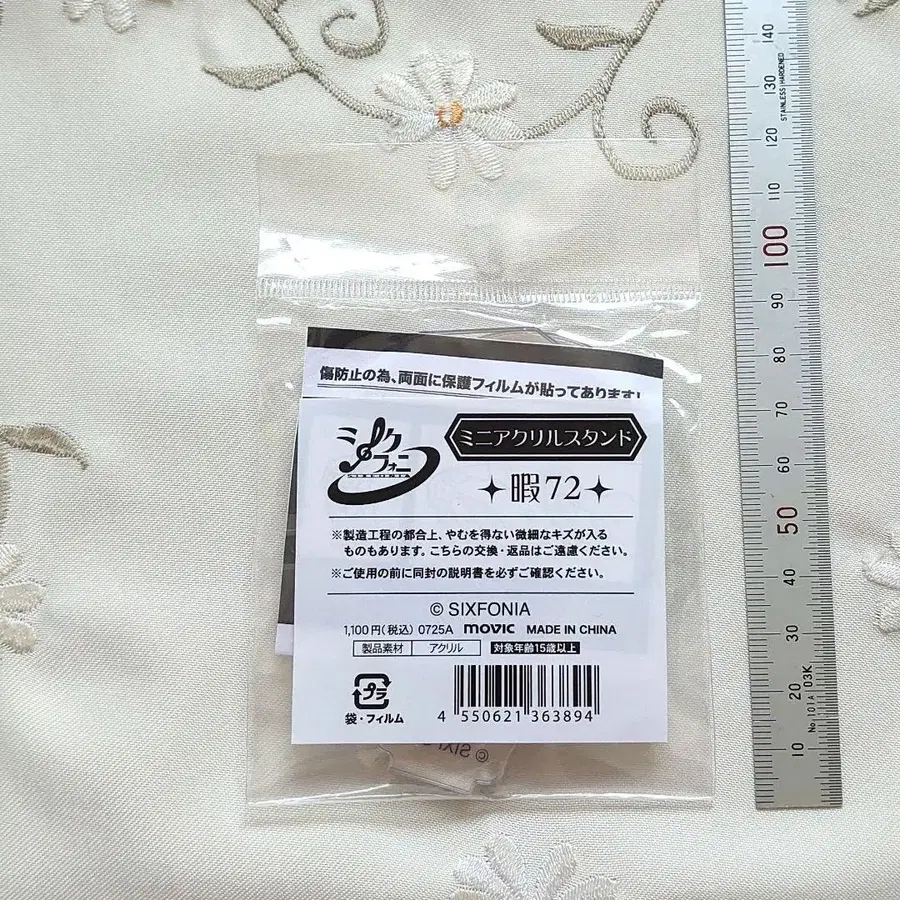 傷防止の為、両面に保護フィルムが貼ってあります!
シクフォニ
ミニアクリルスタンド
暇72
※製造工程の都合上、やむを得ない微細なキズが入る
ものもあります。こちらの交換・返品はご遠慮ください。
※ご使用の前に同封の説明書を必ずご確認ください。
© SIXFONIA
1,100円(税込) 0725A movic MADE IN CHINA
製品素材 アクリル 対象年齢15歳以上
プラ
袋・フィルム
4 550621 363894
140
130
120
110
100
90
80
70
60
50
40
30
20
10
STAINLESS HARDENED
No.101A 03K